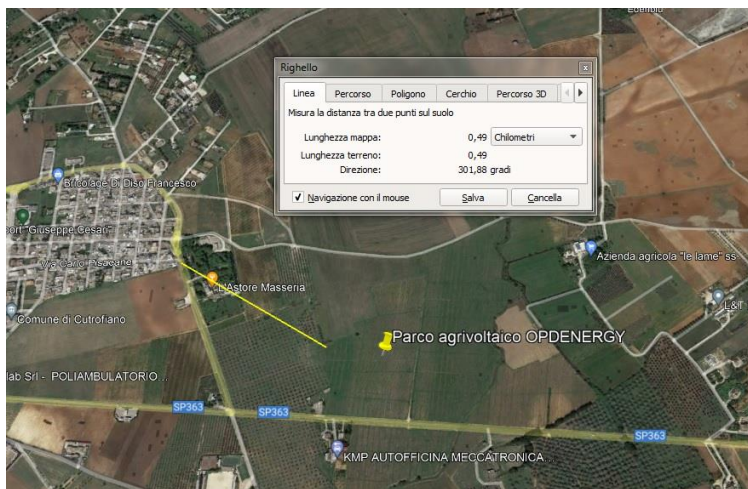 Righello
Linea Percorso Poligono Cerchio Percorso 3D
Misura la distanza tra due punti sul suolo
Lunghezza mappa: 0,49 Chilometri
Lunghezza terreno: 0,49
Direzione: 301,88 gradi
Navigazione con il mouse Salva Cancella
Bricolage Di Diso Francesco
ort "Giuseppe Cesari"
Via Carlo Pisacane
Azienda agricola "le lame" ss
L'Astore Masseria
L&T
Comune di Cutrofiano
Parco agrivoltaico OPDENERGY
lab Srl - POLIAMBULATORIO...
SP363
SP363
SP363
KMP AUTOFFICINA MECCATRONICA...